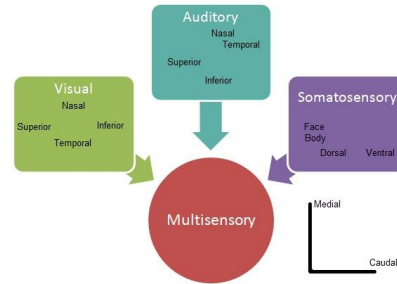 Auditory
Nasal
Temporal
Superior
Inferior
Visual
Nasal
Superior
Inferior
Temporal
Somatosensory
Face
Body
Dorsal
Ventral
Multisensory
Medial
Caudal